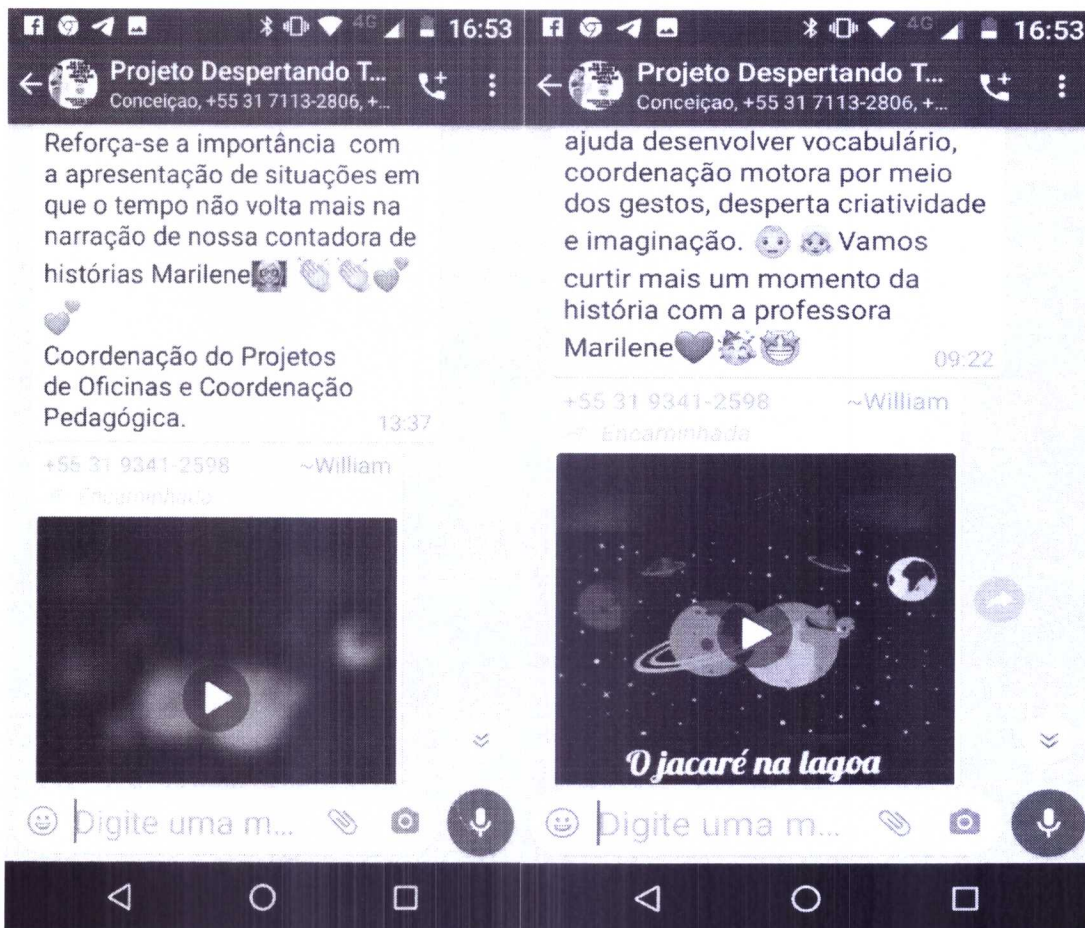 4G 16:53
Projeto Despertando T...
Conceiçao, +55 31 7113-2806, +...
Reforça-se a importância com
a apresentação de situações em
que o tempo não volta mais na
narração de nossa contadora de
histórias Marilene
Coordenação do Projetos
de Oficinas e Coordenação
Pedagógica.
13:37
+55 31 9341-2598 ~William
Encaminhada
Digite uma m...
4G 16:53
Projeto Despertando T...
Conceiçao, +55 31 7113-2806, +...
ajuda desenvolver vocabulário,
coordenação motora por meio
dos gestos, desperta criatividade
e imaginação. Vamos
curtir mais um momento da
história com a professora
Marilene
09:22
+55 31 9341-2598 ~William
Encaminhada
O jacaré na lagoa
Digite uma m...